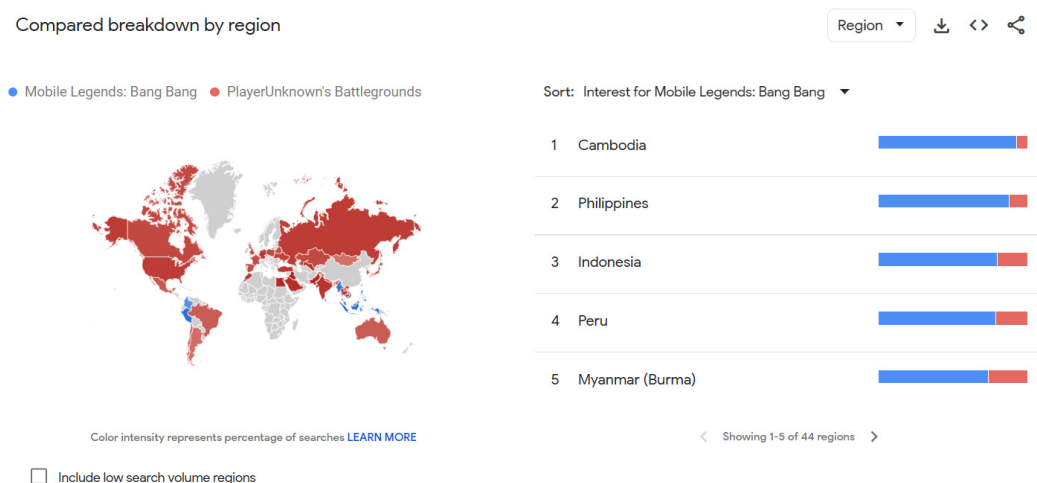 Compared breakdown by region
Region
Mobile Legends: Bang Bang
PlayerUnknown's Battlegrounds
Sort: Interest for Mobile Legends: Bang Bang
1 Cambodia
2 Philippines
3 Indonesia
4 Peru
5 Myanmar (Burma)
Color intensity represents percentage of searches LEARN MORE
Showing 1-5 of 44 regions
Include low search volume regions